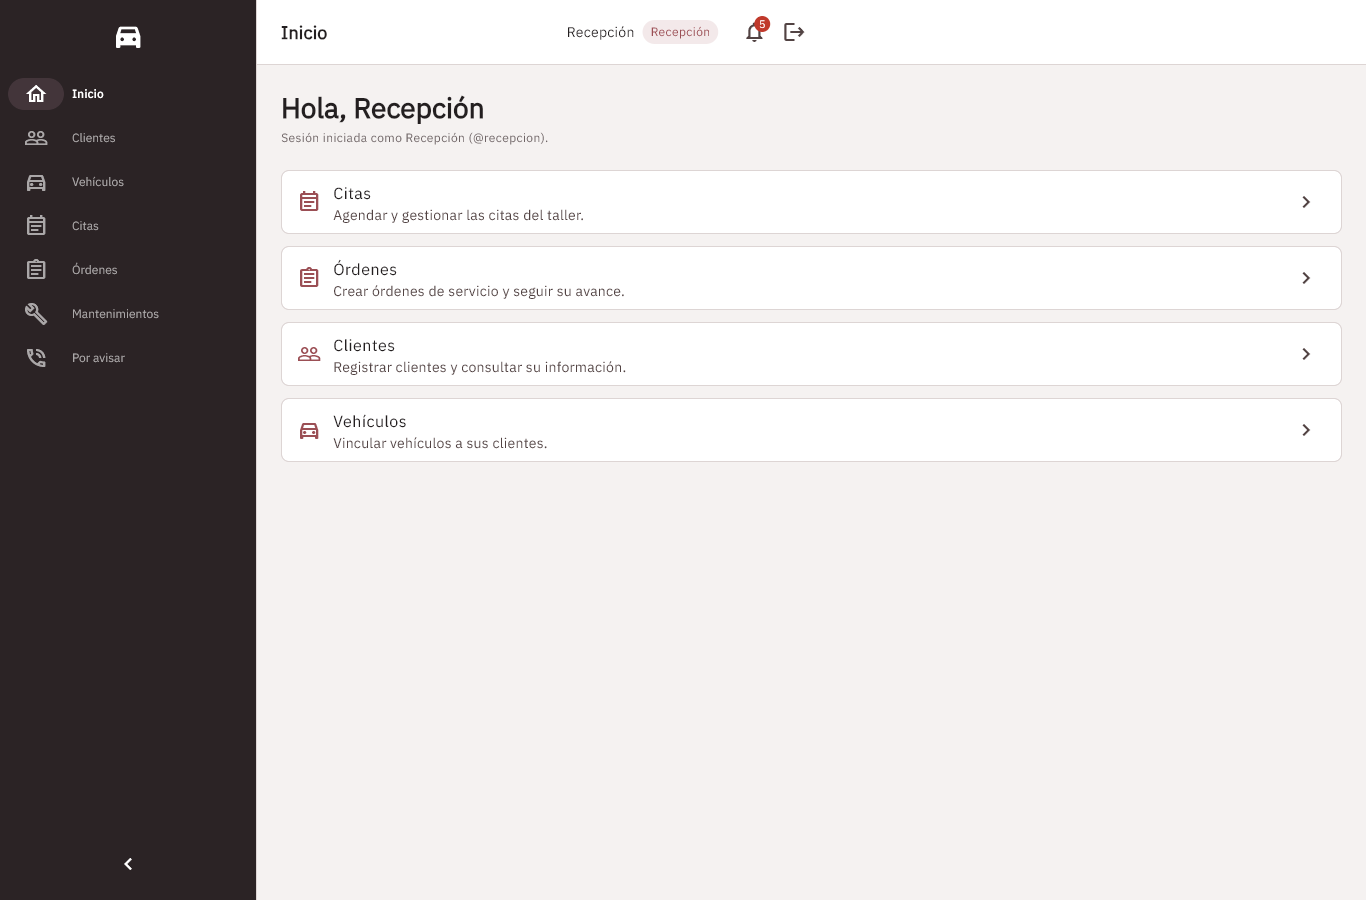 Inicio
Clientes
Vehículos
Citas
Órdenes
Mantenimientos
Por avisar
Inicio
Recepción
Recepción
5
Hola, Recepción
Sesión iniciada como Recepción (@recepcion).
Citas
Agendar y gestionar las citas del taller.
Órdenes
Crear órdenes de servicio y seguir su avance.
Clientes
Registrar clientes y consultar su información.
Vehículos
Vincular vehículos a sus clientes.